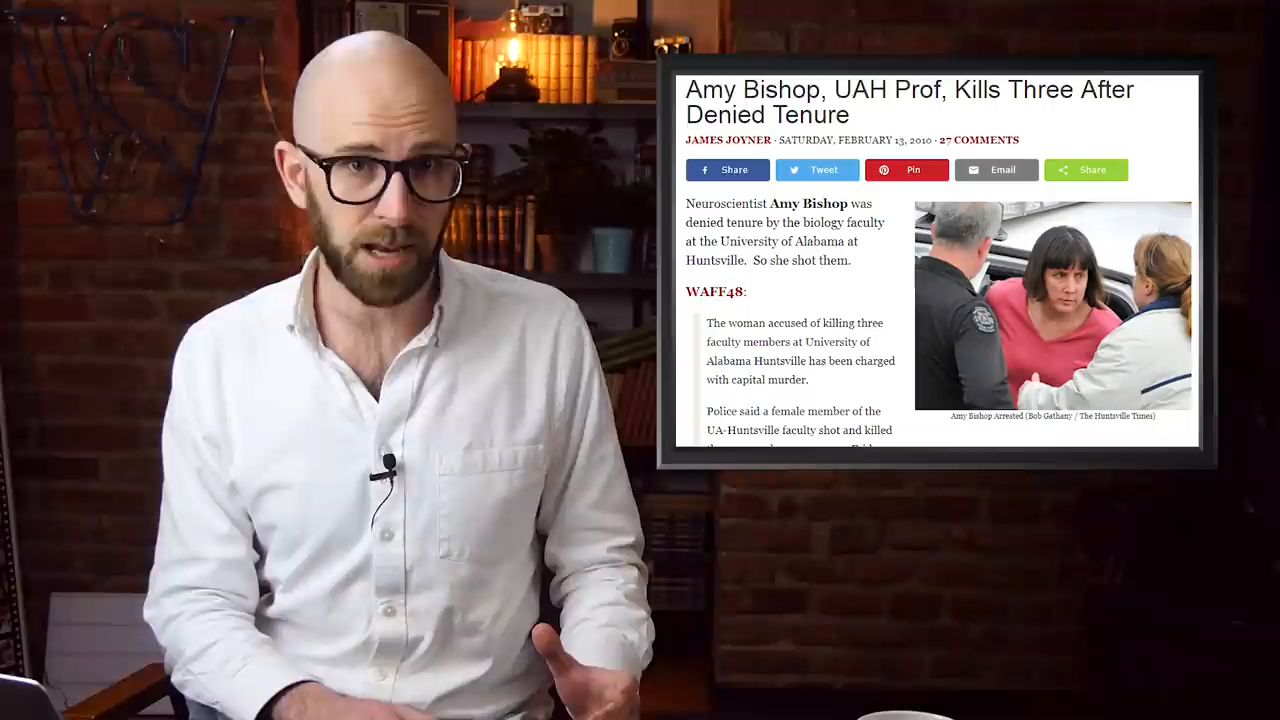 Amy Bishop, UAH Prof, Kills Three After
Denied Tenure
JAMES JOYNER · SATURDAY, FEBRUARY 13, 2010 · 27 COMMENTS
Share
Tweet
Pin
Email
Share
Neuroscientist Amy Bishop was
denied tenure by the biology faculty
at the University of Alabama at
Huntsville. So she shot them.
WAFF48:
The woman accused of killing three
faculty members at University of
Alabama Huntsville has been charged
with capital murder.
Police said a female member of the
UA-Huntsville faculty shot and killed
Amy Bishop Arrested (Bob Gathany / The Huntsville Times)